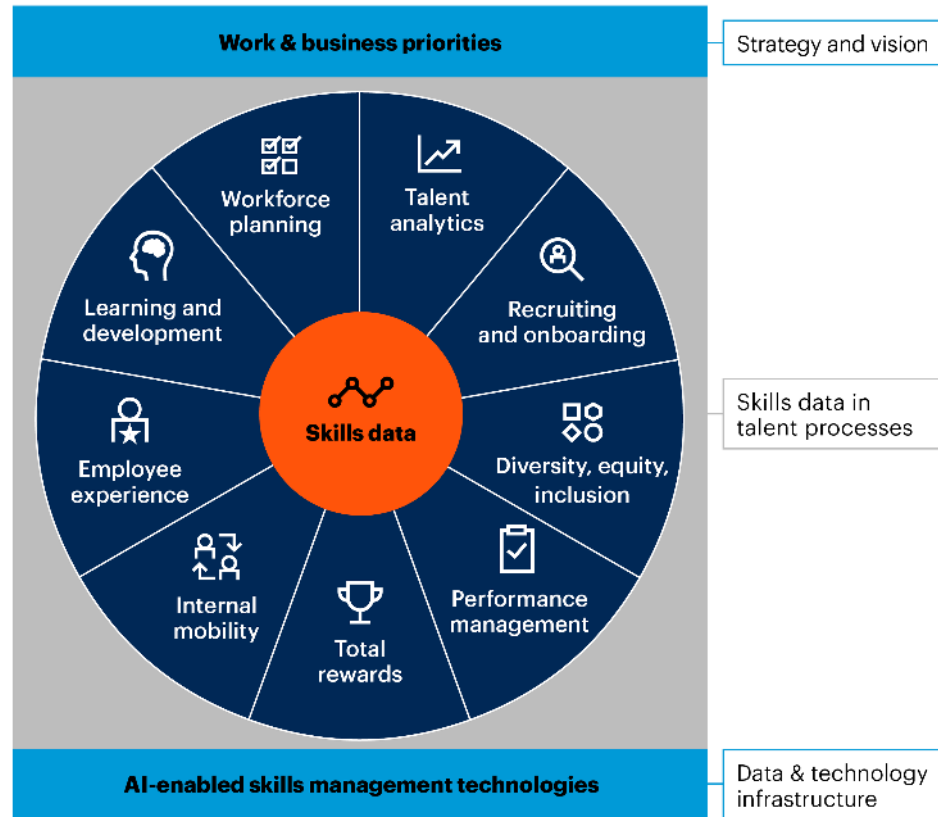 Work & business priorities
Strategy and vision
Workforce
planning
Talent
analytics
Learning and
development
Recruiting
and onboarding
Skills data
Skills data in
talent processes
Employee
experience
Diversity, equity,
inclusion
Internal
mobility
Total
rewards
Performance
management
AI-enabled skills management technologies
Data & technology
infrastructure